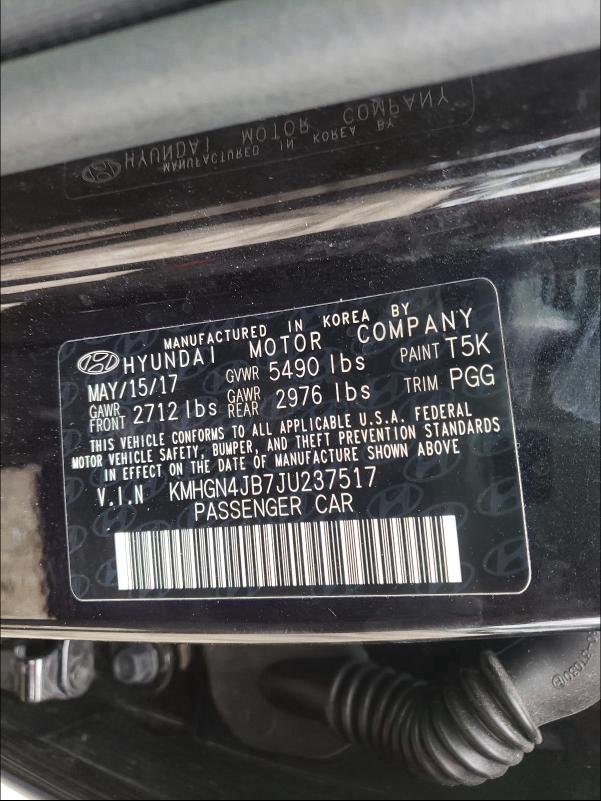 HYUNDAI MOTOR COMPANY
MANUFACTURED IN KOREA BY
MANUFACTURED IN KOREA BY
HYUNDAI MOTOR COMPANY
MAY/15/17 GVWR 5490 lbs PAINT T5K
GAWR FRONT 2712 lbs GAWR REAR 2976 lbs TRIM PGG
THIS VEHICLE CONFORMS TO ALL APPLICABLE U.S.A. FEDERAL
MOTOR VEHICLE SAFETY, BUMPER, AND THEFT PREVENTION STANDARDS
IN EFFECT ON THE DATE OF MANUFACTURE SHOWN ABOVE
V.I.N KMHGN4JB7JU237517
PASSENGER CAR